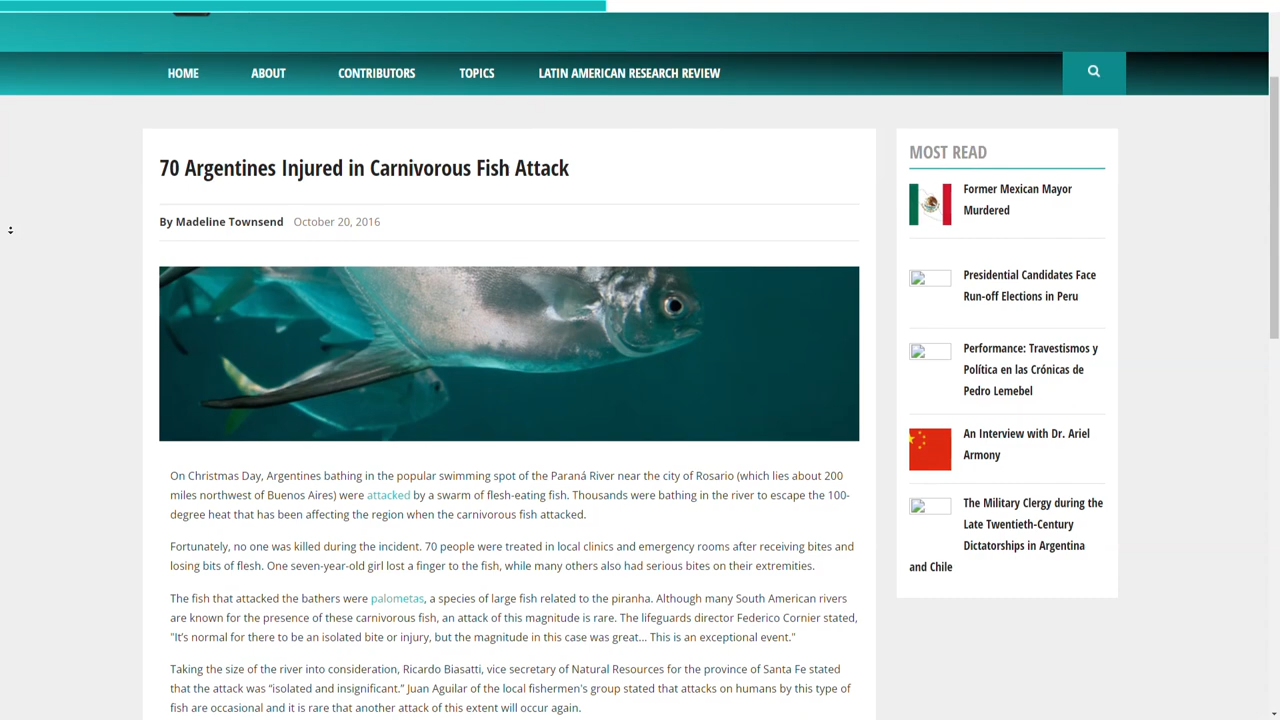 HOME ABOUT CONTRIBUTORS TOPICS LATIN AMERICAN RESEARCH REVIEW
70 Argentines Injured in Carnivorous Fish Attack
By Madeline Townsend October 20, 2016
On Christmas Day, Argentines bathing in the popular swimming spot of the Paraná River near the city of Rosario (which lies about 200
miles northwest of Buenos Aires) were attacked by a swarm of flesh-eating fish. Thousands were bathing in the river to escape the 100-
degree heat that has been affecting the region when the carnivorous fish attacked.
Fortunately, no one was killed during the incident. 70 people were treated in local clinics and emergency rooms after receiving bites and
losing bits of flesh. One seven-year-old girl lost a finger to the fish, while many others also had serious bites on their extremities.
The fish that attacked the bathers were palometas, a species of large fish related to the piranha. Although many South American rivers
are known for the presence of these carnivorous fish, an attack of this magnitude is rare. The lifeguards director Federico Cornier stated,
"It's normal for there to be an isolated bite or injury, but the magnitude in this case was great... This is an exceptional event."
Taking the size of the river into consideration, Ricardo Biasatti, vice secretary of Natural Resources for the province of Santa Fe stated
that the attack was "isolated and insignificant." Juan Aguilar of the local fishermen's group stated that attacks on humans by this type of
fish are occasional and it is rare that another attack of this extent will occur again.
MOST READ
Former Mexican Mayor
Murdered
Presidential Candidates Face
Run-off Elections in Peru
Performance: Travestismos y
Política en las Crónicas de
Pedro Lemebel
An Interview with Dr. Ariel
Armony
The Military Clergy during the
Late Twentieth-Century
Dictatorships in Argentina
and Chile